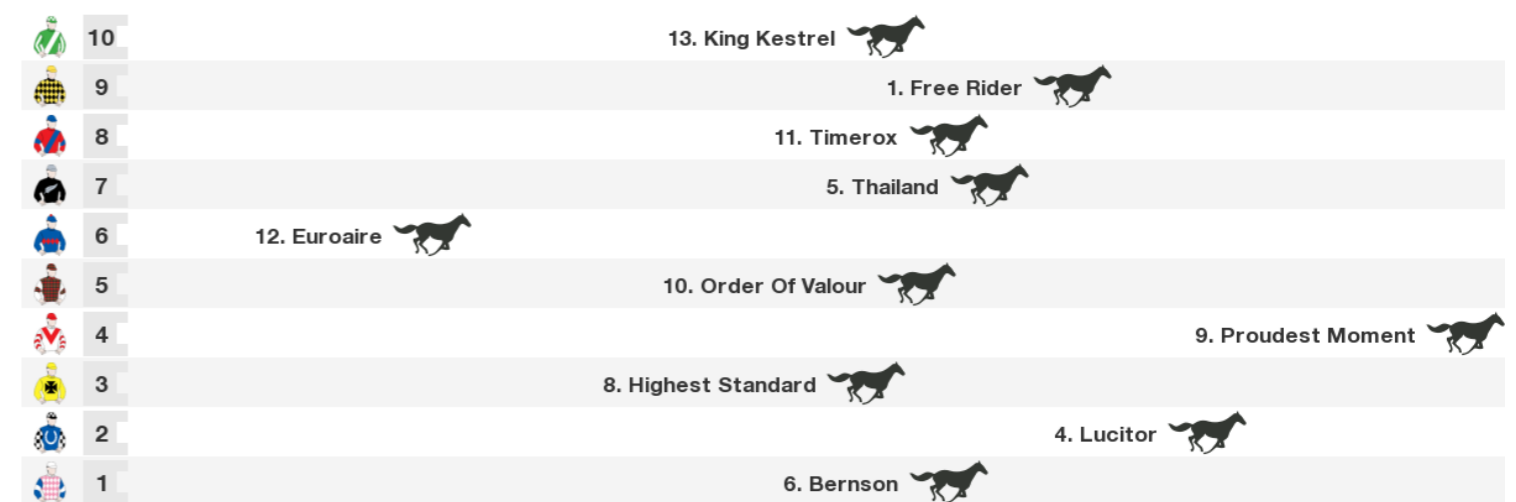 10 13. King Kestrel
9 1. Free Rider
8 11. Timerox
7 5. Thailand
6 12. Euroaire
5 10. Order Of Valour
4 9. Proudest Moment
3 8. Highest Standard
2 4. Lucitor
1 6. Bernson